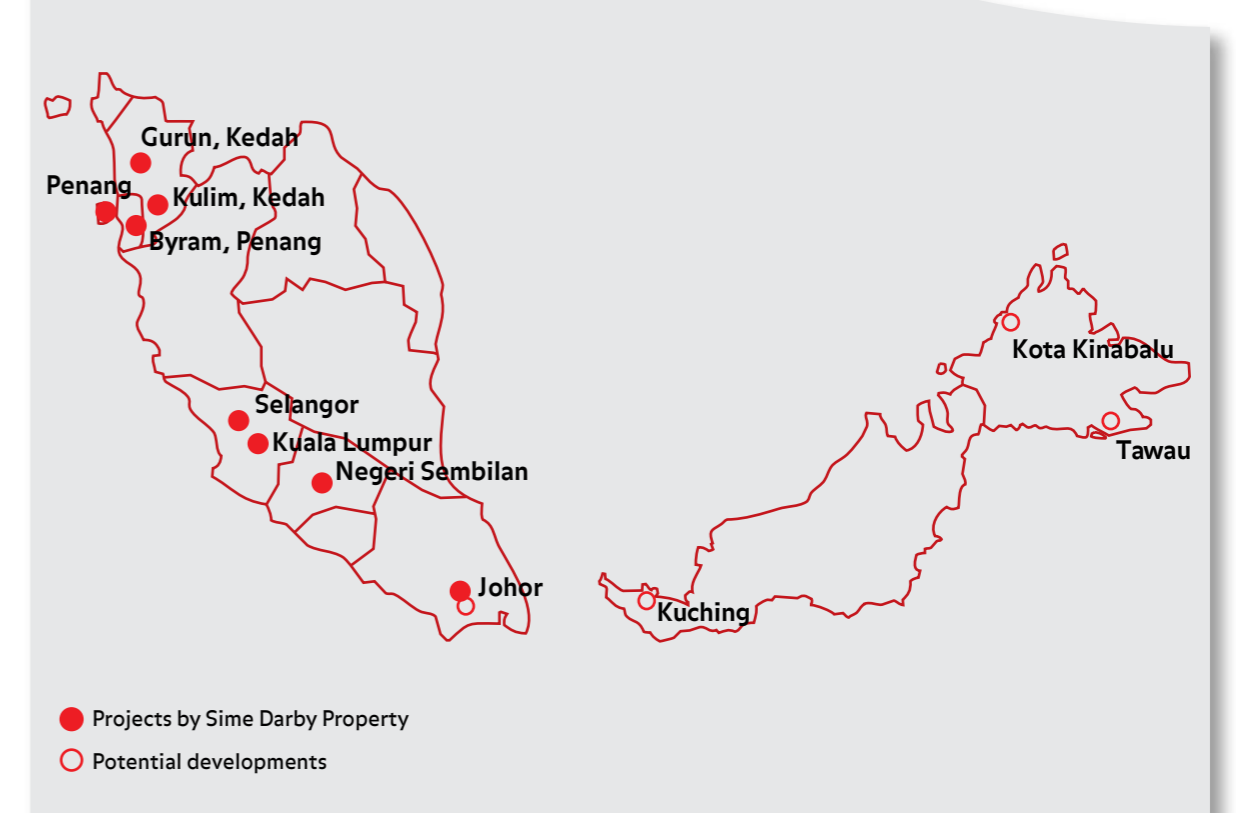 Gurun, Kedah
Penang
Kulim, Kedah
Byram, Penang
Kota Kinabalu
Selangor
Kuala Lumpur
Tawau
Negeri Sembilan
Johor
Kuching
Projects by Sime Darby Property
Potential developments